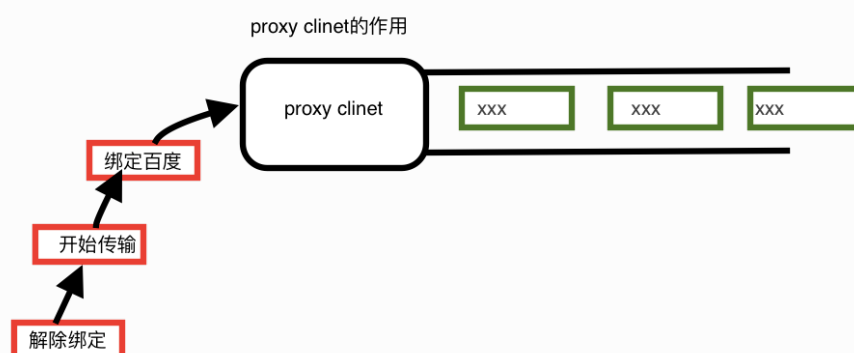 proxy clinet的作用
proxy clinet
xxx
xxx
xxx
绑定百度
开始传输
解除绑定